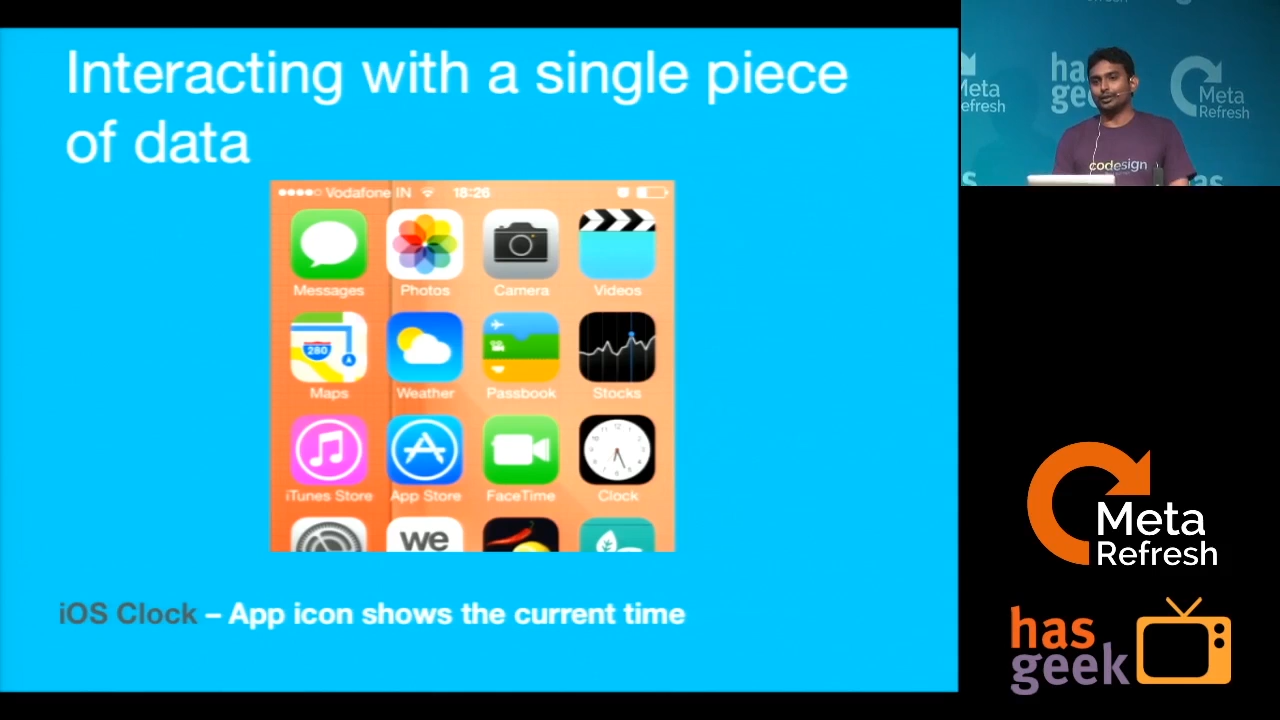 Interacting with a single piece
of data
Vodafone IN 18:26
Messages Photos Camera Videos
280
Maps Weather Passbook Stocks
iTunes Store App Store FaceTime Clock
we
iOS Clock – App icon shows the current time
Meta
Refresh
has
geek
Meta
Refresh
codesign
Meta
Refresh
has
geek